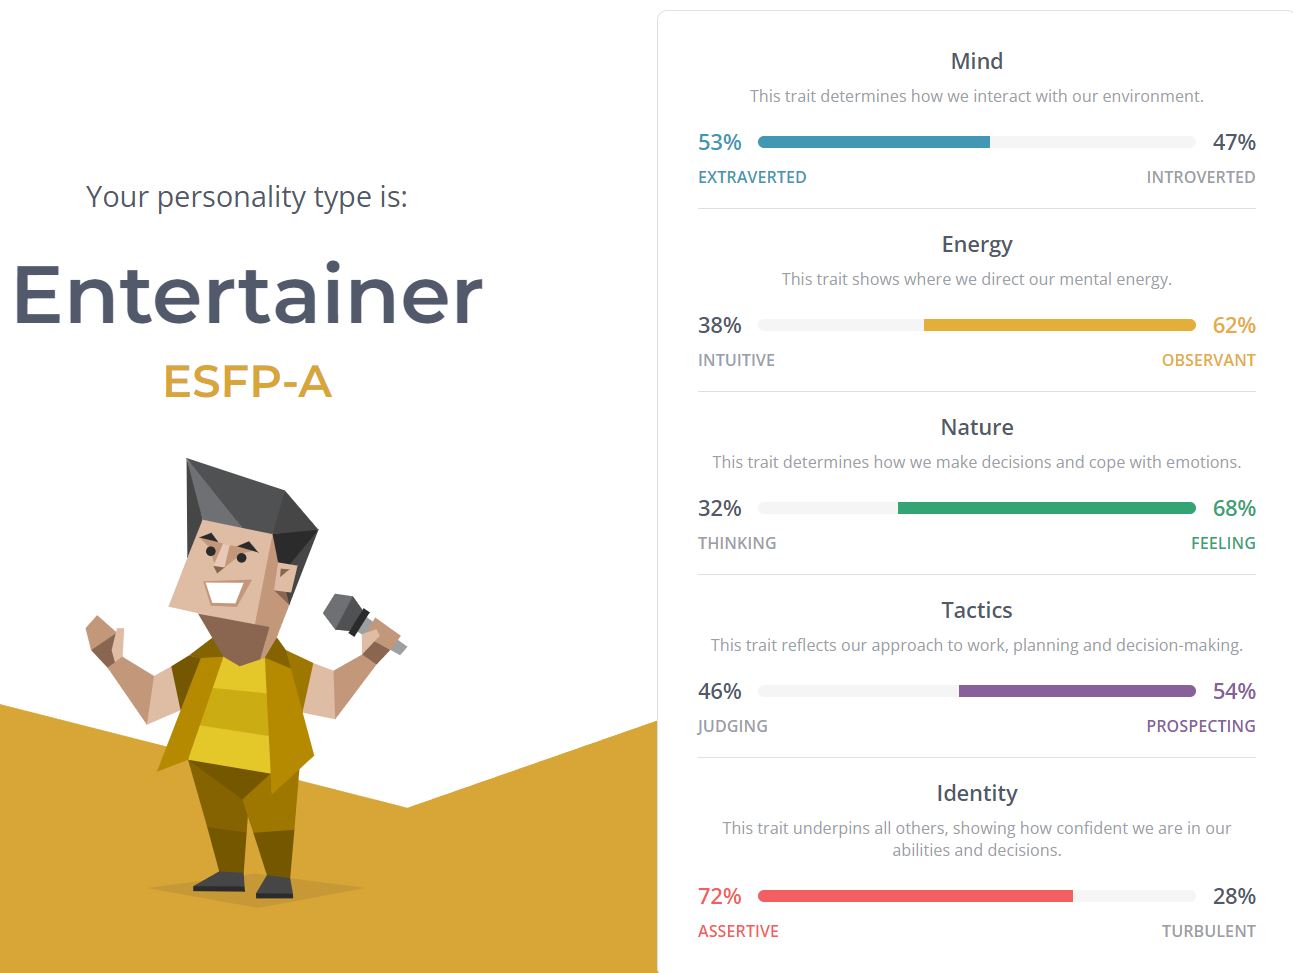 Your personality type is:
Entertainer
ESFP-A
Mind
This trait determines how we interact with our environment.
53% 47%
EXTRAVERTED INTROVERTED
Energy
This trait shows where we direct our mental energy.
38% 62%
INTUITIVE OBSERVANT
Nature
This trait determines how we make decisions and cope with emotions.
32% 68%
THINKING FEELING
Tactics
This trait reflects our approach to work, planning and decision-making.
46% 54%
JUDGING PROSPECTING
Identity
This trait underpins all others, showing how confident we are in our
abilities and decisions.
72% 28%
ASSERTIVE TURBULENT